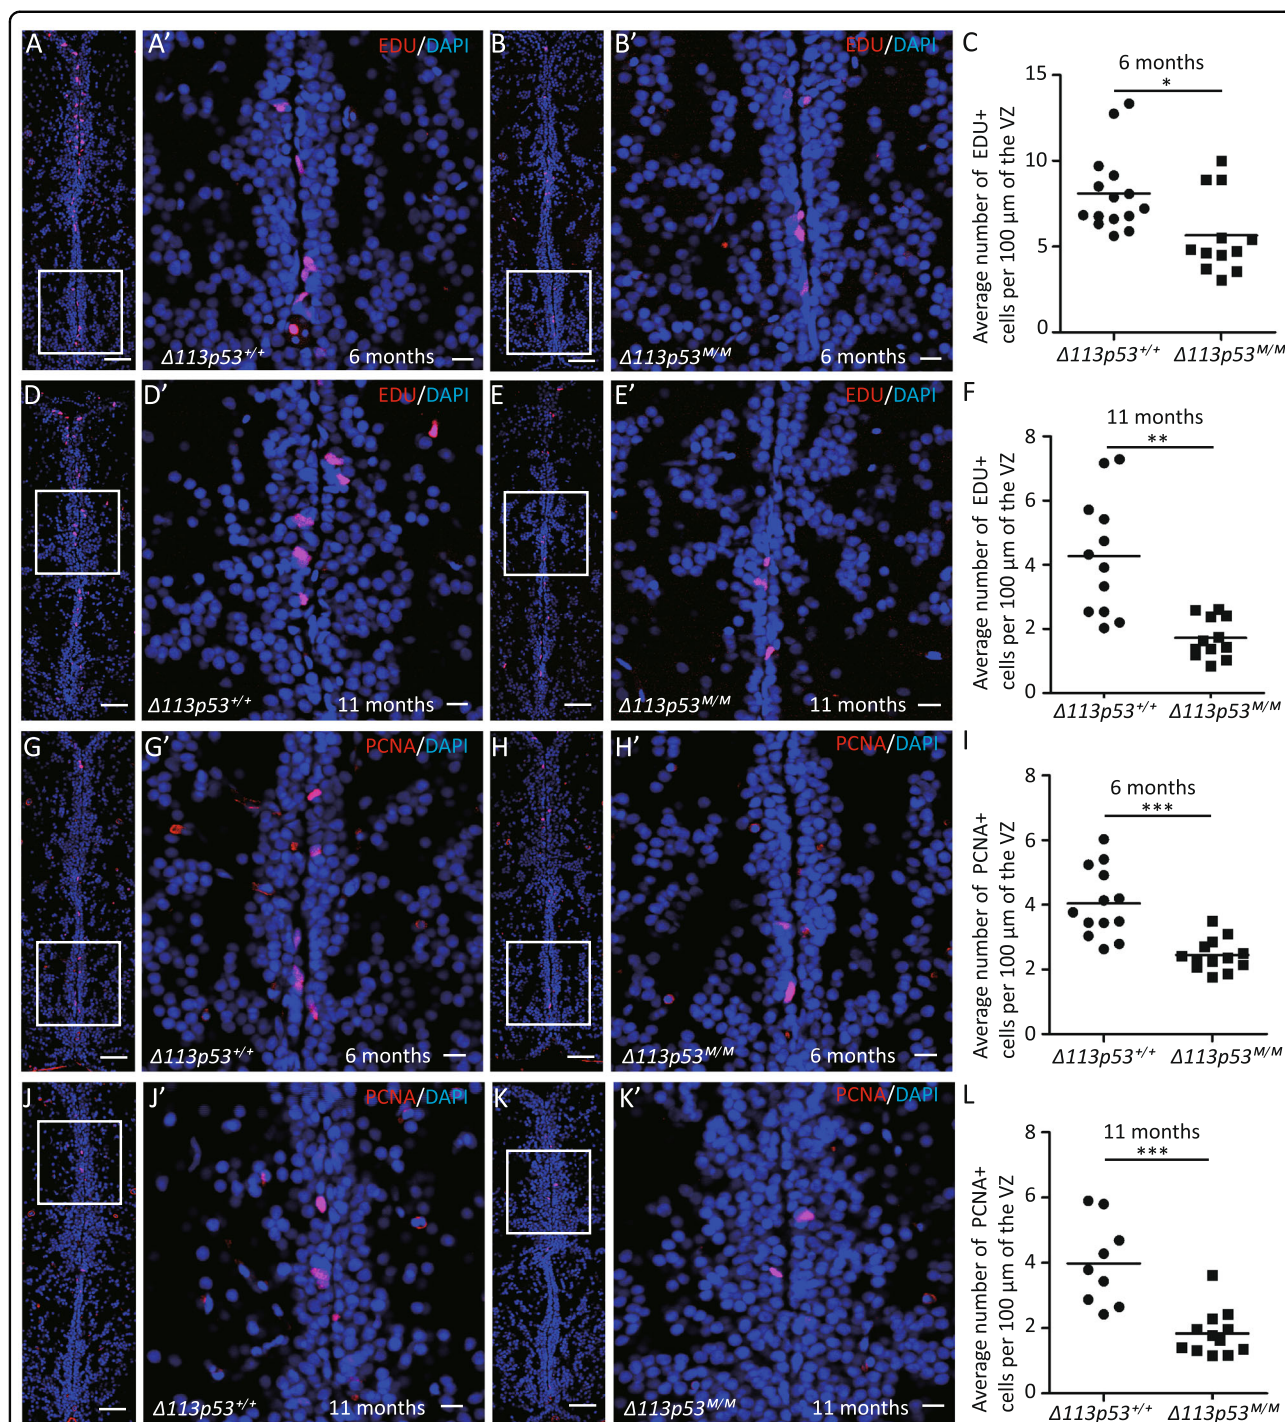 A A’ EDU/DAPI B B’ EDU/DAPI C
Δ113p53+/+ 6 months Δ113p53M/M 6 months
6 months
*
Average number of EDU+
cells per 100 μm of the VZ
15
10
5
0
Δ113p53+/+ Δ113p53M/M
D D’ EDU/DAPI E E’ EDU/DAPI F
Δ113p53+/+ 11 months Δ113p53M/M 11 months
11 months
**
Average number of EDU+
cells per 100 μm of the VZ
8
6
4
2
0
Δ113p53+/+ Δ113p53M/M
G G’ PCNA/DAPI H H’ PCNA/DAPI I
Δ113p53+/+ 6 months Δ113p53M/M 6 months
6 months
***
Average number of PCNA+
cells per 100 μm of the VZ
8
6
4
2
0
Δ113p53+/+ Δ113p53M/M
J J’ PCNA/DAPI K K’ PCNA/DAPI L
Δ113p53+/+ 11 months Δ113p53M/M 11 months
11 months
***
Average number of PCNA+
cells per 100 μm of the VZ
8
6
4
2
0
Δ113p53+/+ Δ113p53M/M